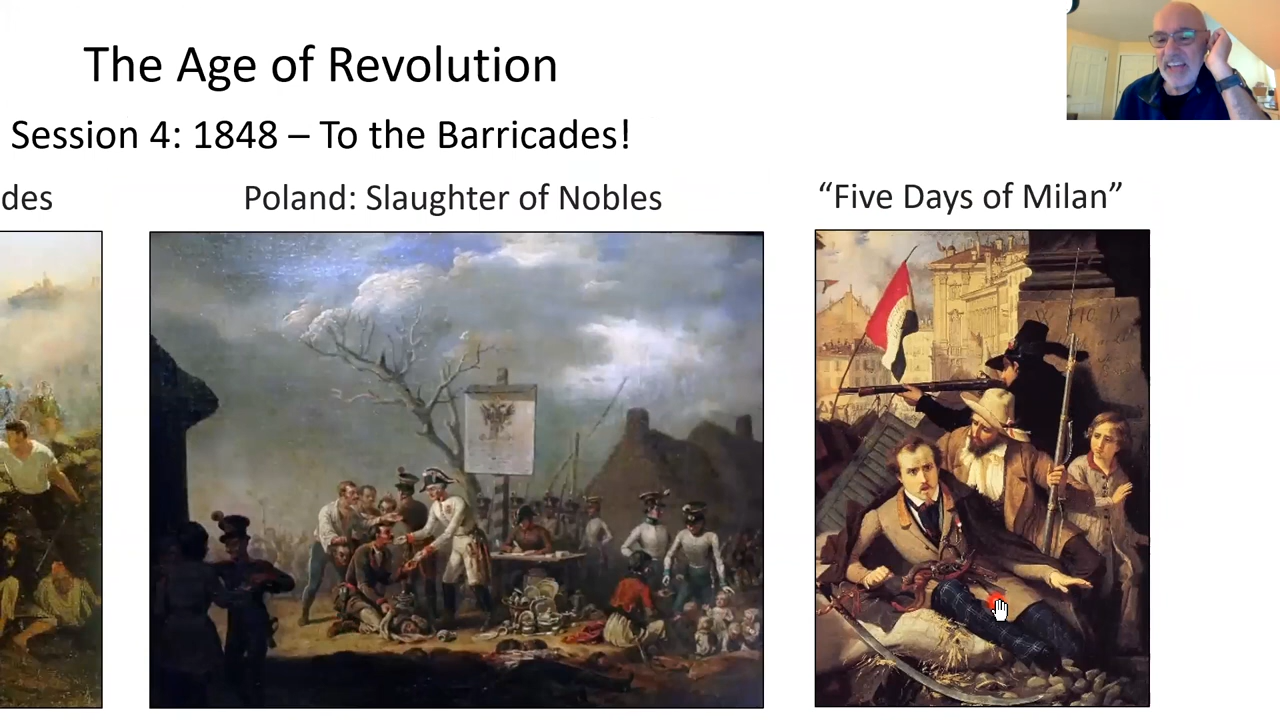 The Age of Revolution
Session 4: 1848 – To the Barricades!
des
Poland: Slaughter of Nobles
“Five Days of Milan”